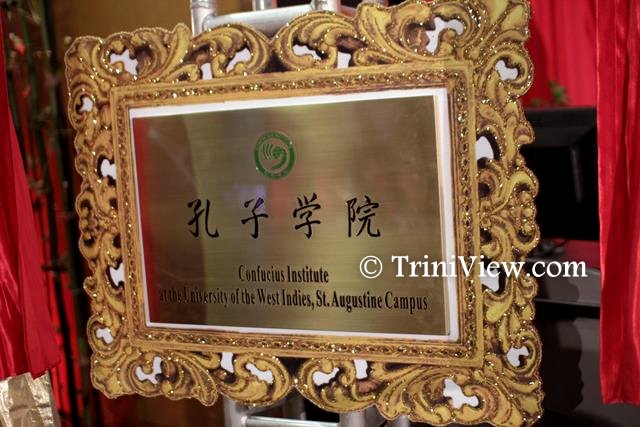 孔子学院
Confucius Institute
at the University of the West Indies, St. Augustine Campus
© TriniView.com